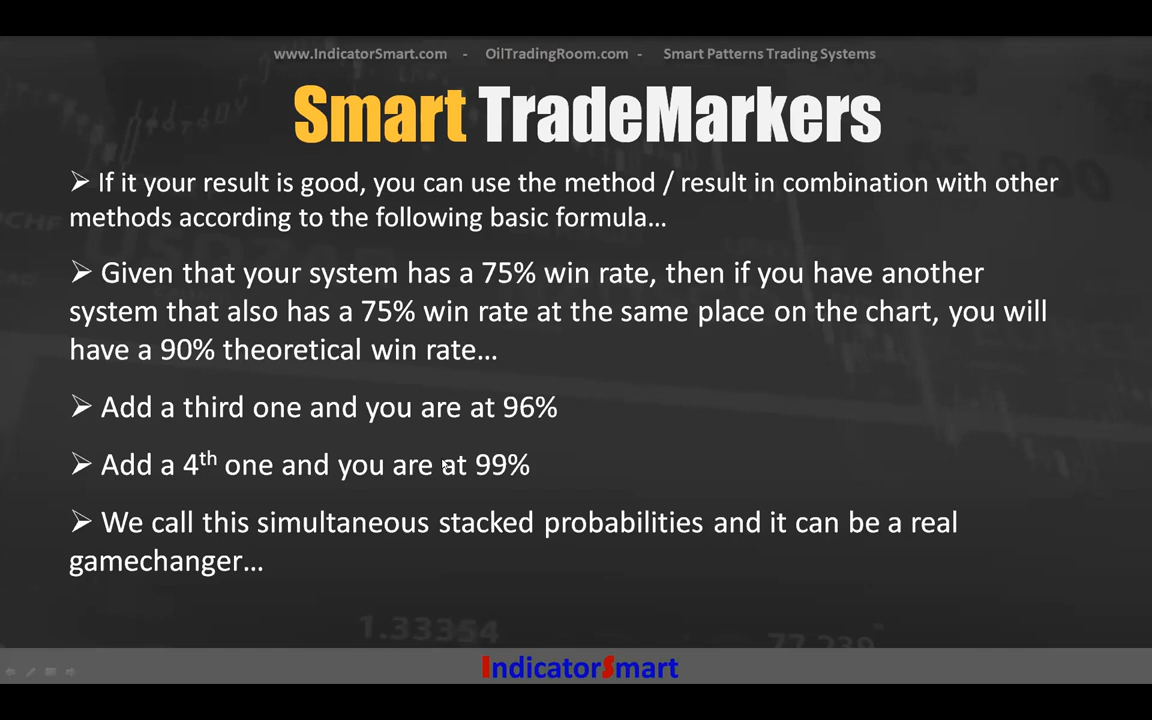 www.IndicatorSmart.com - OilTradingRoom.com - Smart Patterns Trading Systems
Smart TradeMarkers
➢ If it your result is good, you can use the method / result in combination with other
methods according to the following basic formula…
➢ Given that your system has a 75% win rate, then if you have another
system that also has a 75% win rate at the same place on the chart, you will
have a 90% theoretical win rate…
➢ Add a third one and you are at 96%
➢ Add a 4th one and you are at 99%
➢ We call this simultaneous stacked probabilities and it can be a real
gamechanger…
1.33354
77.239
IndicatorSmart